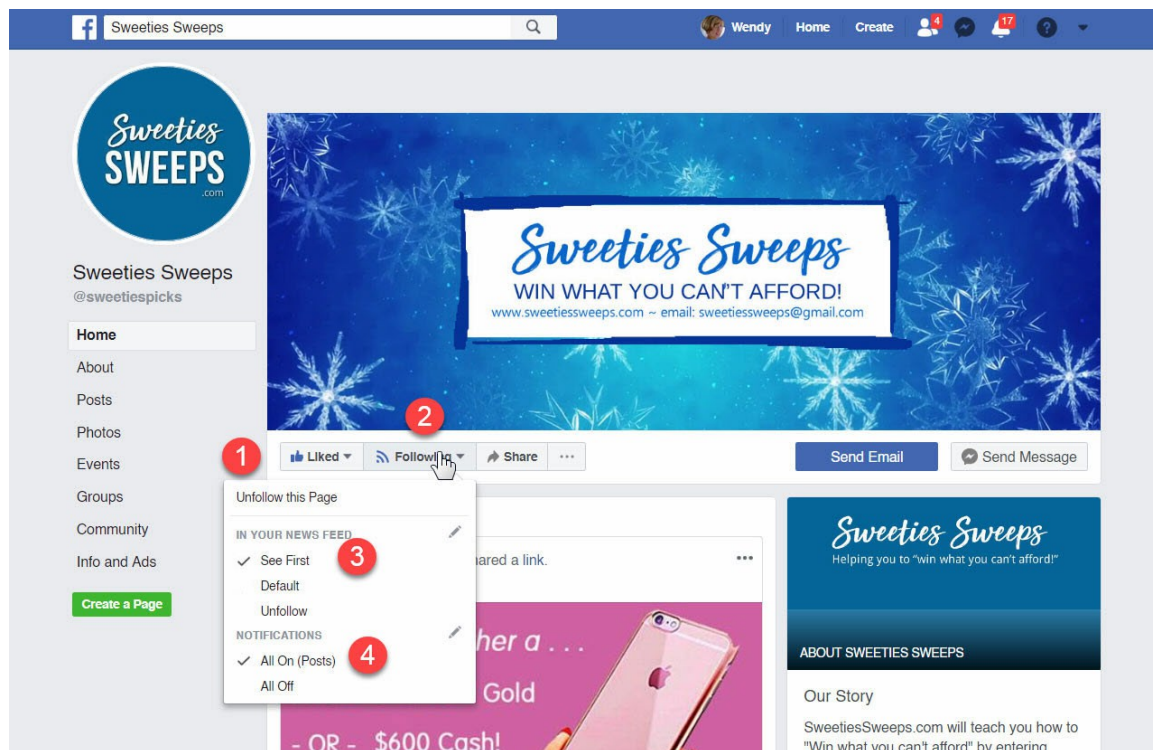 Sweeties Sweeps
Wendy Home Create 4 17
Sweeties
SWEEPS
.com
Sweeties Sweeps
@sweetiespicks
Home
About
Posts
Photos
Events
Groups
Community
Info and Ads
Create a Page
Sweeties Sweeps
WIN WHAT YOU CAN'T AFFORD!
www.sweetiessweeps.com ~ email: sweetiessweeps@gmail.com
1
2
Liked Following Share ...
Send Email Send Message
Unfollow this Page
IN YOUR NEWS FEED
See First
3
Default
Unfollow
NOTIFICATIONS
All On (Posts)
4
All Off
ared a link.
her a . . .
Gold
- OR - $600 Cash!
Sweeties Sweeps
Helping you to "win what you can't afford!"
ABOUT SWEETIES SWEEPS
Our Story
SweetiesSweeps.com will teach you how to
"Win what you can't afford" by entering